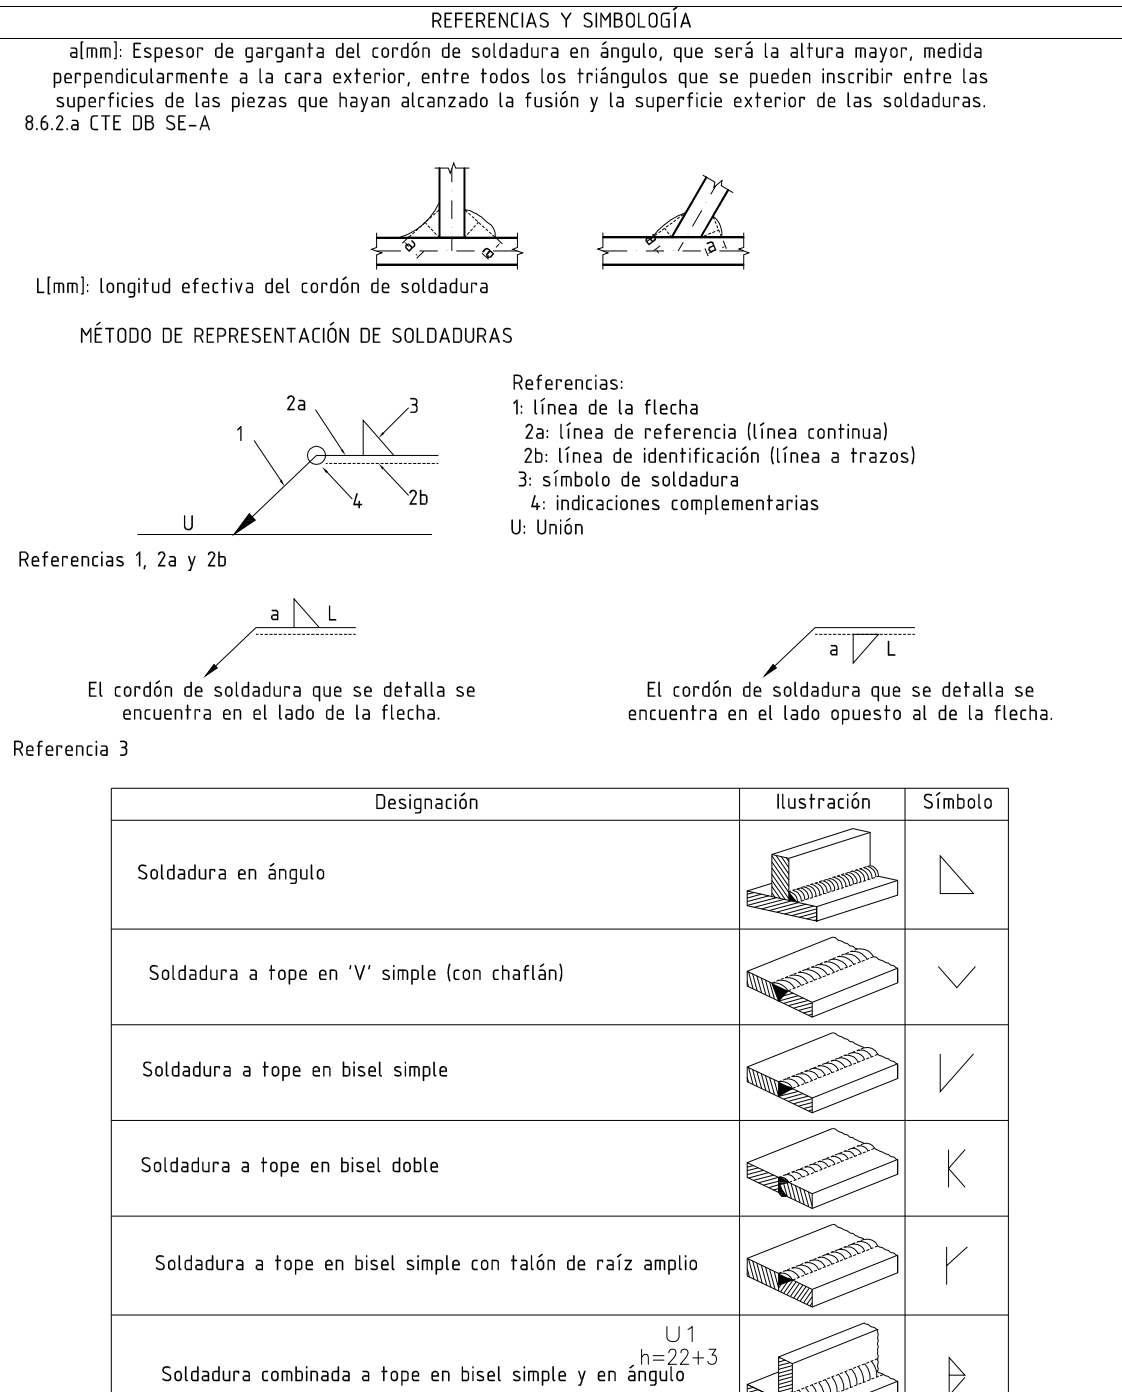 REFERENCIAS Y SIMBOLOGÍA
a[mm]: Espesor de garganta del cordón de soldadura en ángulo, que será la altura mayor, medida
perpendicularmente a la cara exterior, entre todos los triángulos que se pueden inscribir entre las
superficies de las piezas que hayan alcanzado la fusión y la superficie exterior de las soldaduras.
8.6.2.a CTE DB SE-A
a
a
a
a
L[mm]: longitud efectiva del cordón de soldadura
MÉTODO DE REPRESENTACIÓN DE SOLDADURAS
2a
3
1
4
2b
U
Referencias:
1: línea de la flecha
2a: línea de referencia (línea continua)
2b: línea de identificación (línea a trazos)
3: símbolo de soldadura
4: indicaciones complementarias
U: Unión
Referencias 1, 2a y 2b
a L
a L
El cordón de soldadura que se detalla se
encuentra en el lado de la flecha.
El cordón de soldadura que se detalla se
encuentra en el lado opuesto al de la flecha.
Referencia 3
Designación Ilustración Símbolo
Soldadura en ángulo
Soldadura a tope en 'V' simple (con chaflán)
Soldadura a tope en bisel simple
Soldadura a tope en bisel doble
Soldadura a tope en bisel simple con talón de raíz amplio
U1
h=22+3
Soldadura combinada a tope en bisel simple y en ángulo